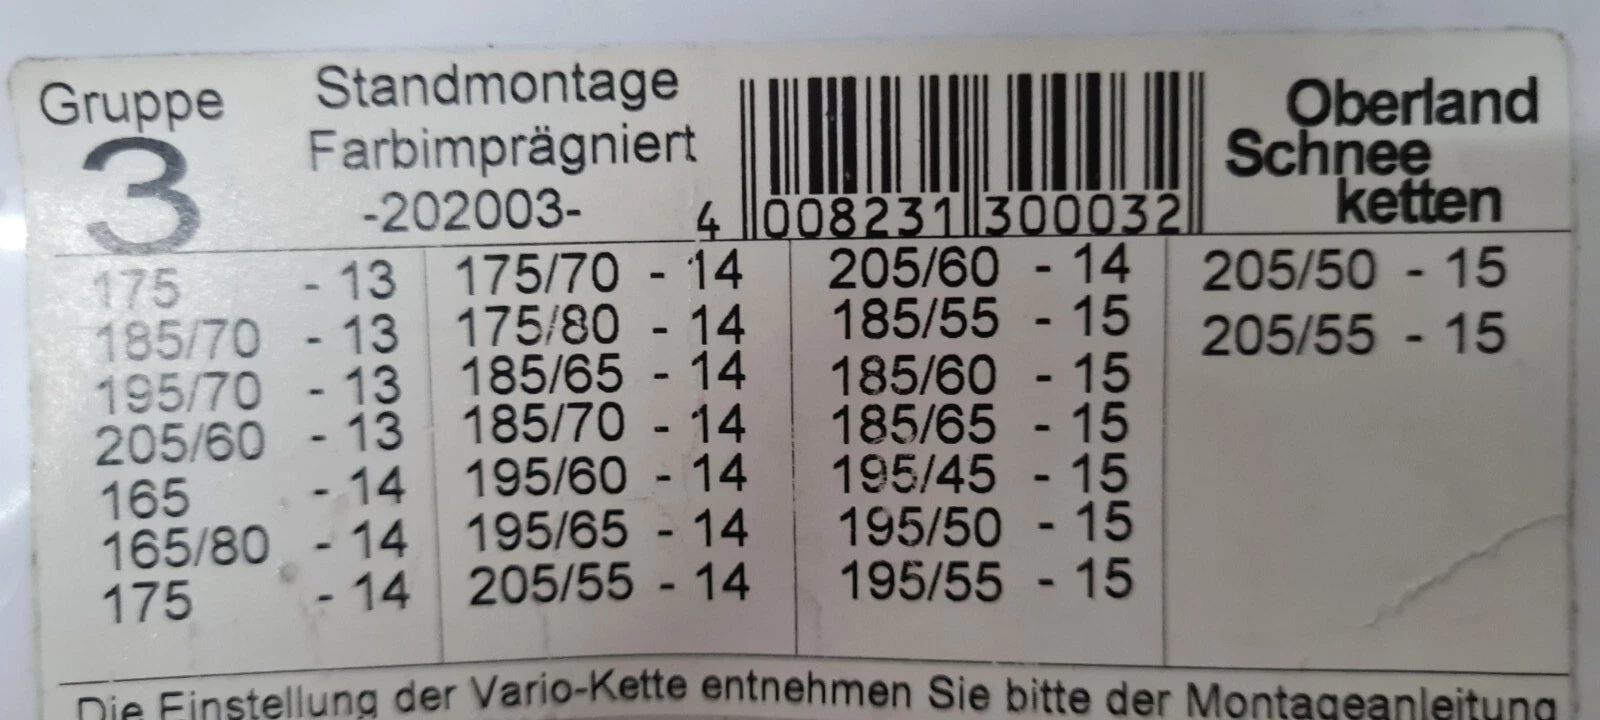 Gruppe
3
Standmontage
Farbimprägniert
-202003-
4 008231 300032
Oberland
Schnee
ketten
175 - 13
185/70 - 13
195/70 - 13
205/60 - 13
165 - 14
165/80 - 14
175 - 14
175/70 - 14
175/80 - 14
185/65 - 14
185/70 - 14
195/60 - 14
195/65 - 14
205/55 - 14
205/60 - 14
185/55 - 15
185/60 - 15
185/65 - 15
195/45 - 15
195/50 - 15
195/55 - 15
205/50 - 15
205/55 - 15
Die Einstellung der Vario-Kette entnehmen Sie bitte der Montageanleitung